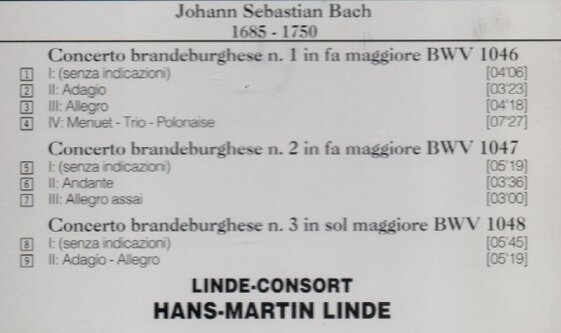 Johann Sebastian Bach
1685 - 1750
Concerto brandeburghese n. 1 in fa maggiore BWV 1046
1 I: (senza indicazioni) [04'06]
2 II: Adagio [03'23]
3 III: Allegro [04'18]
4 IV: Menuet - Trio - Polonaise [07'27]
Concerto brandeburghese n. 2 in fa maggiore BWV 1047
5 I: (senza indicazioni) [05'19]
6 II: Andante [03'36]
7 III: Allegro assai [03'00]
Concerto brandeburghese n. 3 in sol maggiore BWV 1048
8 I: (senza indicazioni) [05'45]
9 II: Adagio - Allegro [05'19]
LINDE-CONSORT
HANS-MARTIN LINDE